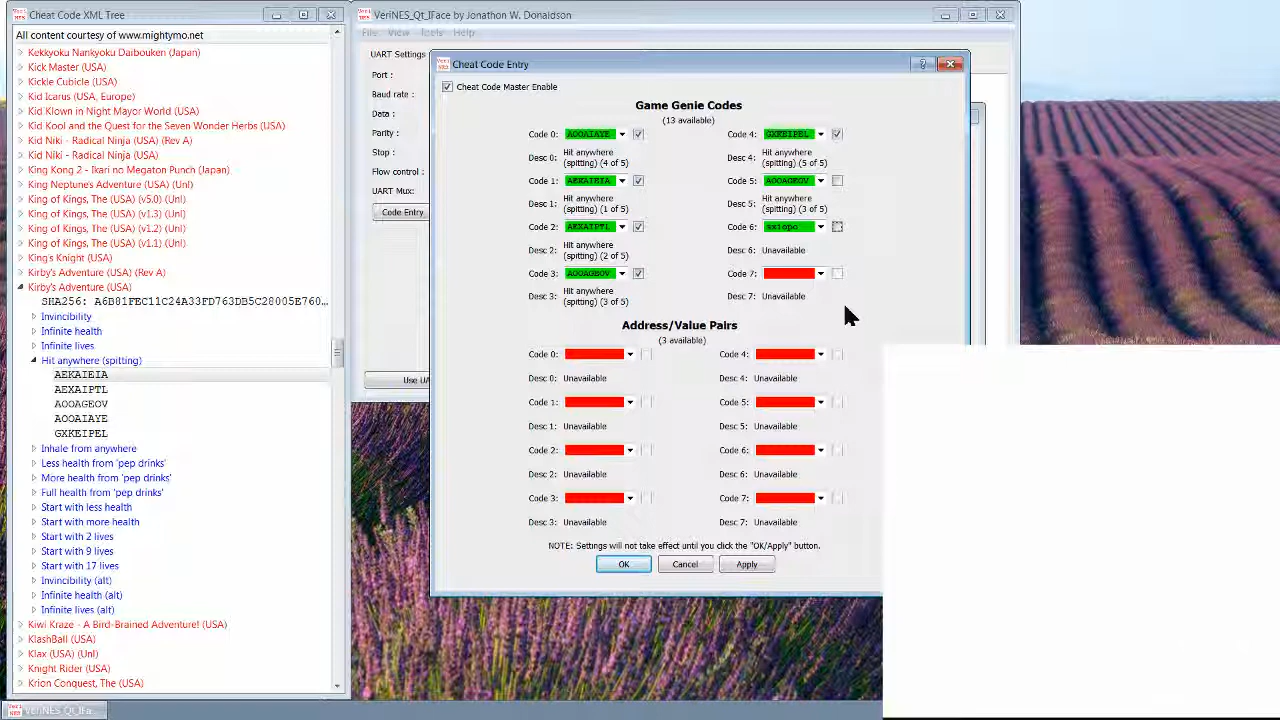 Cheat Code XML Tree
All content courtesy of www.mightymo.net
Kekkyoku Nankyoku Daibouken (Japan)
Kick Master (USA)
Kickle Cubicle (USA)
Kid Icarus (USA, Europe)
Kid Klown in Night Mayor World (USA)
Kid Kool and the Quest for the Seven Wonder Herbs (USA)
Kid Niki - Radical Ninja (USA) (Rev A)
Kid Niki - Radical Ninja (USA)
King Kong 2 - Ikari no Megaton Punch (Japan)
King Neptune's Adventure (USA) (Unl)
King of Kings, The (USA) (v5.0) (Unl)
King of Kings, The (USA) (v1.3) (Unl)
King of Kings, The (USA) (v1.2) (Unl)
King of Kings, The (USA) (v1.1) (Unl)
King's Knight (USA)
Kirby's Adventure (USA) (Rev A)
Kirby's Adventure (USA)
SHA256: A6B81FEC11C24A33FD763DB5C28005E760...
Invincibility
Infinite health
Infinite lives
Hit anywhere (spitting)
AEKAIEIA
AEXAIPTL
AOOAGEOV
AOOAIAYE
GXKEIPEL
Inhale from anywhere
Less health from 'pep drinks'
More health from 'pep drinks'
Full health from 'pep drinks'
Start with less health
Start with more health
Start with 2 lives
Start with 9 lives
Start with 17 lives
Invincibility (alt)
Infinite health (alt)
Infinite lives (alt)
Kiwi Kraze - A Bird-Brained Adventure! (USA)
KlashBall (USA)
Klax (USA) (Unl)
Knight Rider (USA)
Krion Conquest, The (USA)
VeriNES_Qt_IFace by Jonathon W. Donaldson
File View Tools Help
UART Settings
Port :
Baud rate :
Data :
Parity :
Stop :
Flow control :
UART Mux:
Code Entry
Use UA
Cheat Code Entry
Cheat Code Master Enable
Game Genie Codes
(13 available)
Code 0: AOOAIAYE
Desc 0: Hit anywhere
(spitting) (4 of 5)
Code 1: AEKAIEIA
Desc 1: Hit anywhere
(spitting) (1 of 5)
Code 2: AEXAIPTL
Desc 2: Hit anywhere
(spitting) (2 of 5)
Code 3: AOOAGEOV
Desc 3: Hit anywhere
(spitting) (3 of 5)
Code 4: GXKEIPEL
Desc 4: Hit anywhere
(spitting) (5 of 5)
Code 5: AOOAGEOV
Desc 5: Hit anywhere
(spitting) (3 of 5)
Code 6:
Desc 6: Unavailable
Code 7:
Desc 7: Unavailable
Address/Value Pairs
(3 available)
Code 0:
Desc 0: Unavailable
Code 1:
Desc 1: Unavailable
Code 2:
Desc 2: Unavailable
Code 3:
Desc 3: Unavailable
Code 4:
Desc 4: Unavailable
Code 5:
Desc 5: Unavailable
Code 6:
Desc 6: Unavailable
Code 7:
Desc 7: Unavailable
NOTE: Settings will not take effect until you click the "OK/Apply" button.
OK Cancel Apply
VeriNES_Qt_IFa...